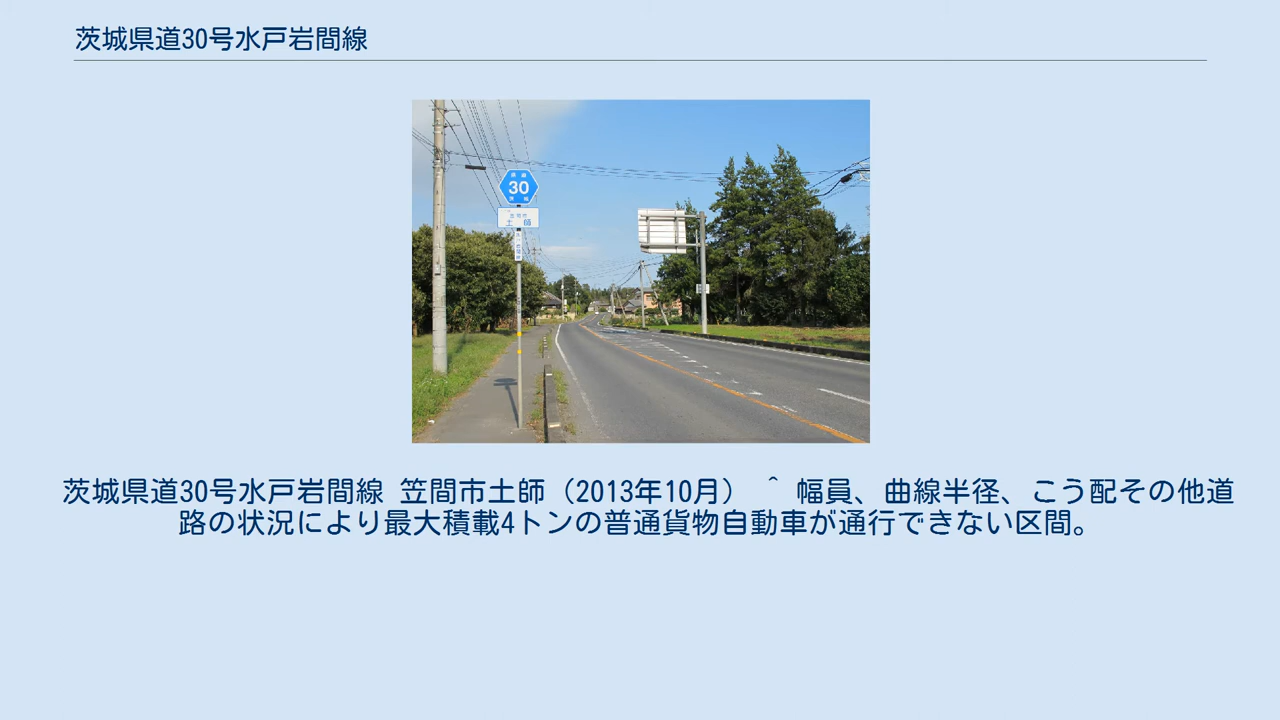 茨城県道30号水戸岩間線
30
土師
茨城県道30号水戸岩間線 笠間市土師（2013年10月） ^ 幅員、曲線半径、こう配その他道
路の状況により最大積載4トンの普通貨物自動車が通行できない区間。